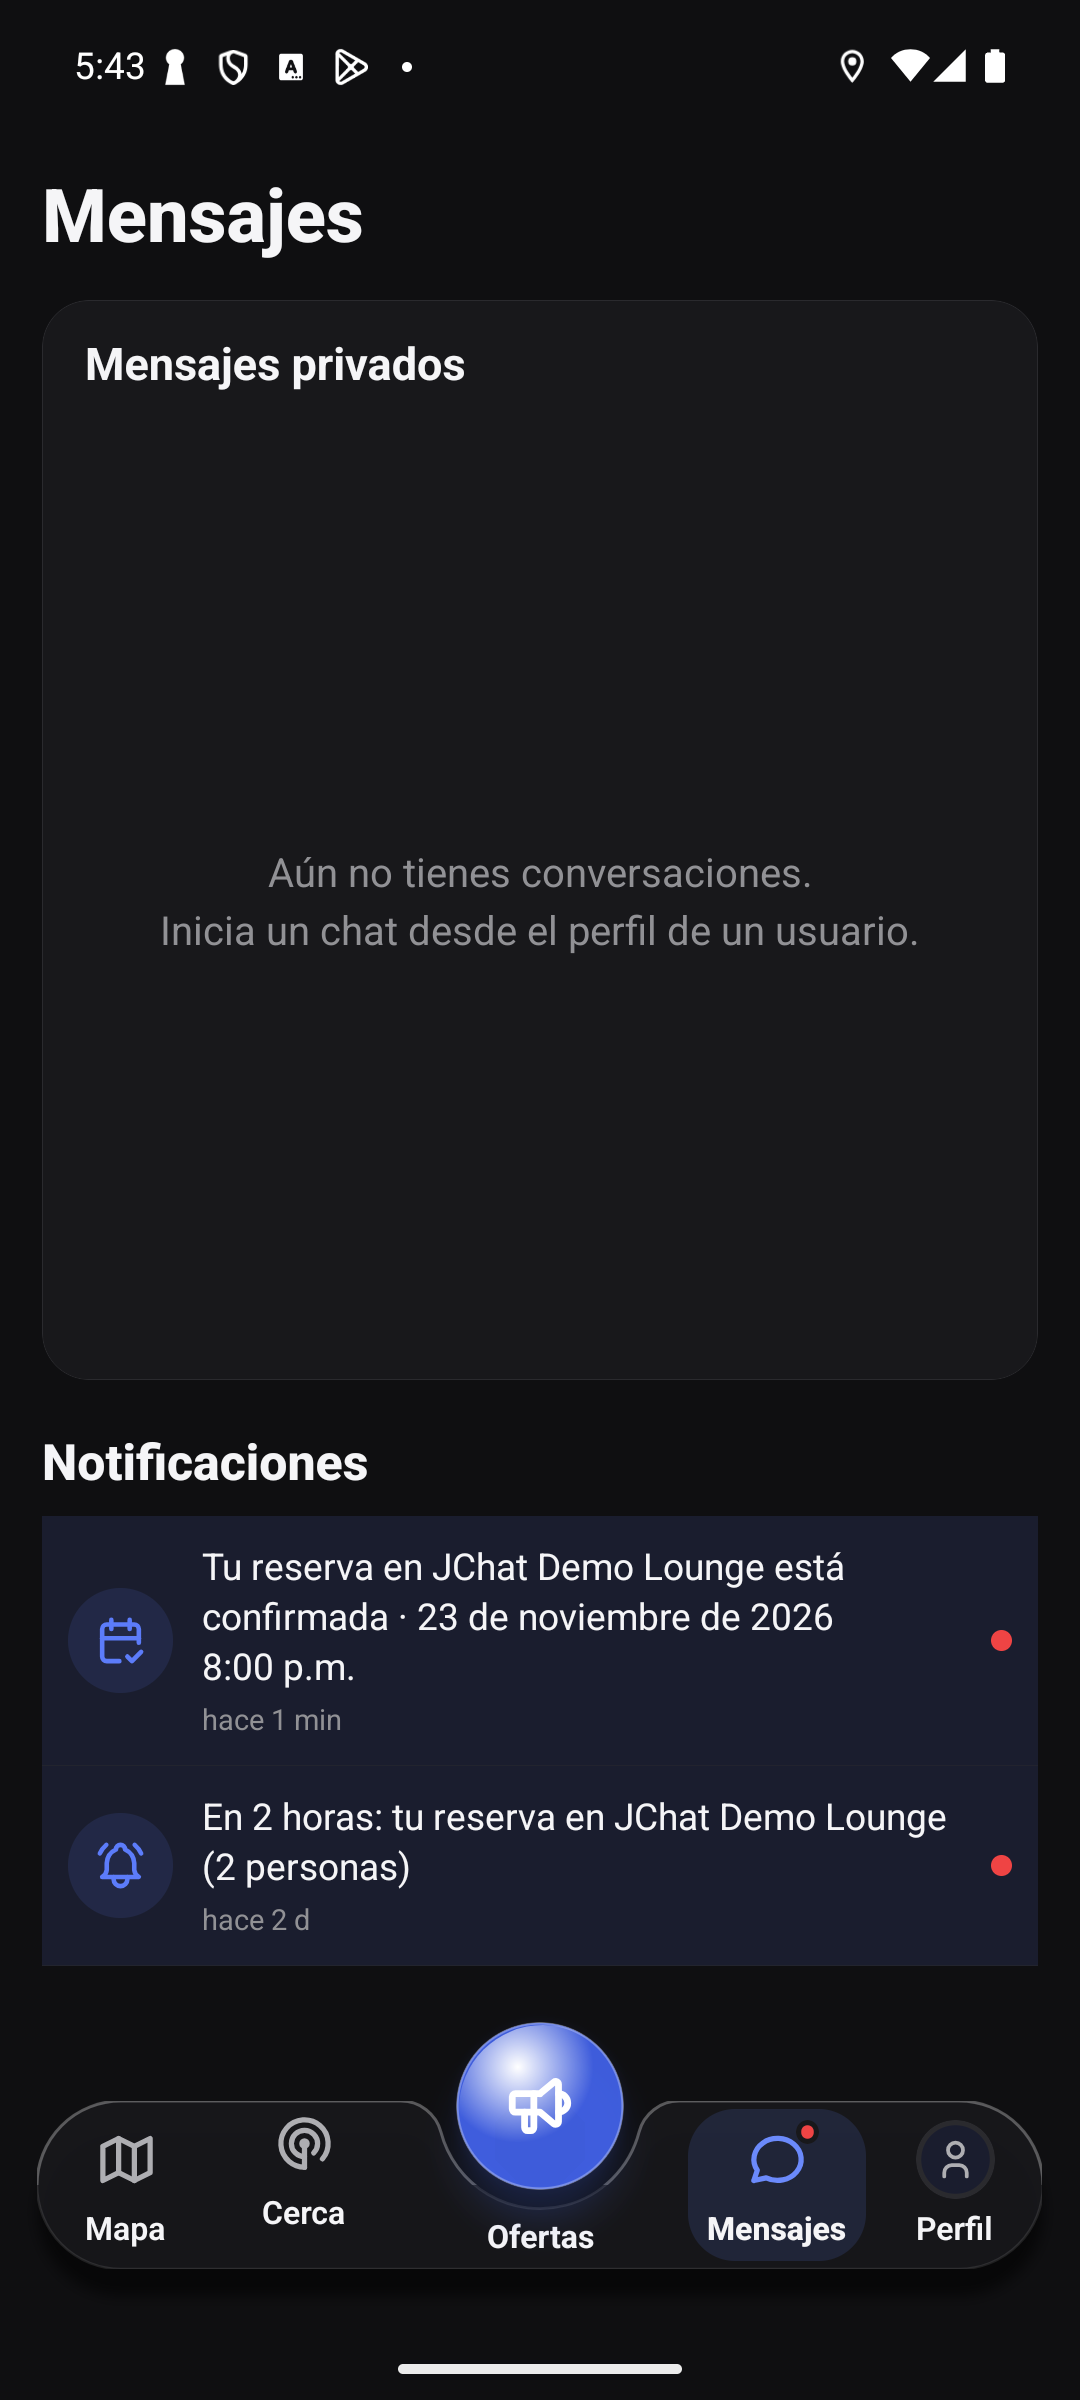 5:43
Mensajes
Mensajes privados
Aún no tienes conversaciones.
Inicia un chat desde el perfil de un usuario.
Notificaciones
Tu reserva en JChat Demo Lounge está
confirmada · 23 de noviembre de 2026
8:00 p.m.
hace 1 min
En 2 horas: tu reserva en JChat Demo Lounge
(2 personas)
hace 2 d
Mapa
Cerca
Ofertas
Mensajes
Perfil